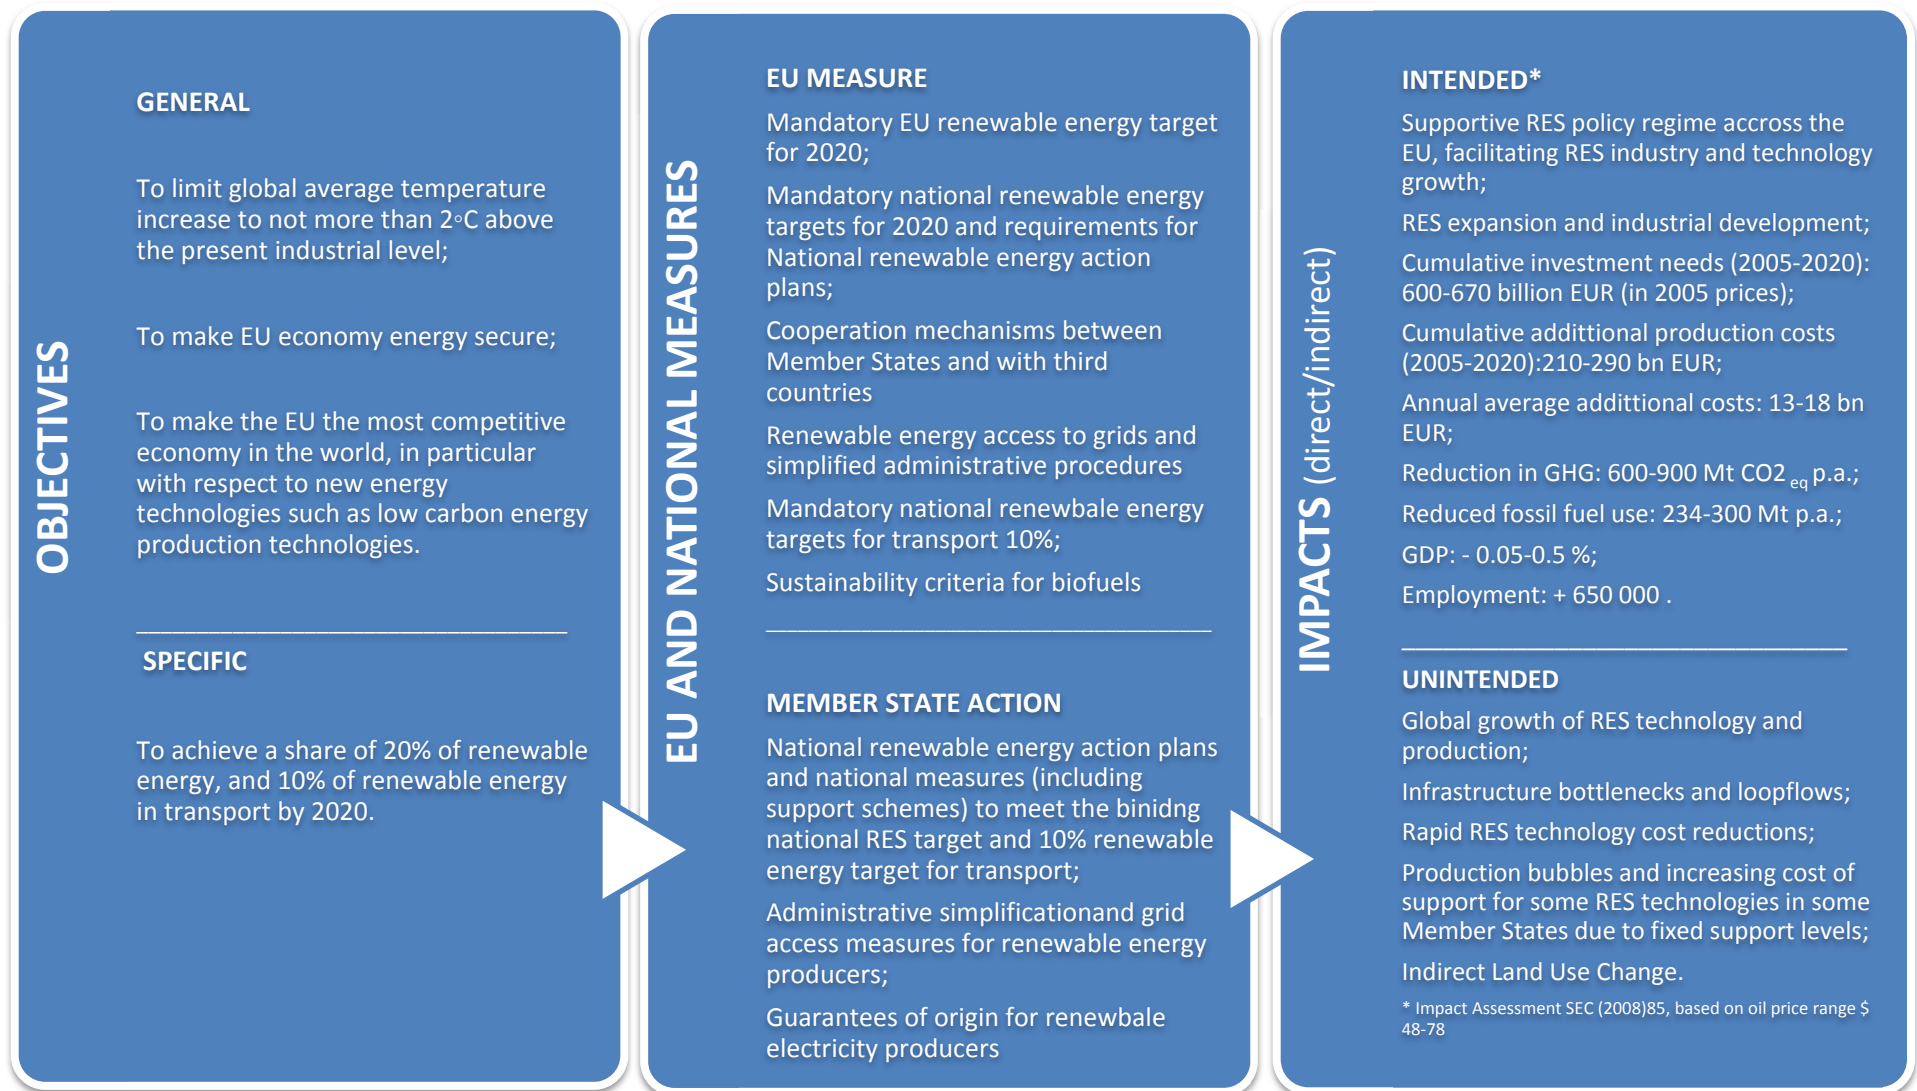 OBJECTIVES
GENERAL
To limit global average temperature
increase to not more than 2◦C above
the present industrial level;
To make EU economy energy secure;
To make the EU the most competitive
economy in the world, in particular
with respect to new energy
technologies such as low carbon energy
production technologies.
SPECIFIC
To achieve a share of 20% of renewable
energy, and 10% of renewable energy
in transport by 2020.
EU AND NATIONAL MEASURES
EU MEASURE
Mandatory EU renewable energy target
for 2020;
Mandatory national renewable energy
targets for 2020 and requirements for
National renewable energy action
plans;
Cooperation mechanisms between
Member States and with third
countries
Renewable energy access to grids and
simplified administrative procedures
Mandatory national renewbale energy
targets for transport 10%;
Sustainability criteria for biofuels
MEMBER STATE ACTION
National renewable energy action plans
and national measures (including
support schemes) to meet the binidng
national RES target and 10% renewable
energy target for transport;
Administrative simplificationand grid
access measures for renewable energy
producers;
Guarantees of origin for renewbale
electricity producers
IMPACTS (direct/indirect)
INTENDED*
Supportive RES policy regime accross the
EU, facilitating RES industry and technology
growth;
RES expansion and industrial development;
Cumulative investment needs (2005-2020):
600-670 billion EUR (in 2005 prices);
Cumulative addittional production costs
(2005-2020):210-290 bn EUR;
Annual average addittional costs: 13-18 bn
EUR;
Reduction in GHG: 600-900 Mt CO2 eq p.a.;
Reduced fossil fuel use: 234-300 Mt p.a.;
GDP: - 0.05-0.5 %;
Employment: + 650 000 .
UNINTENDED
Global growth of RES technology and
production;
Infrastructure bottlenecks and loopflows;
Rapid RES technology cost reductions;
Production bubbles and increasing cost of
support for some RES technologies in some
Member States due to fixed support levels;
Indirect Land Use Change.
* Impact Assessment SEC (2008)85, based on oil price range $
48-78